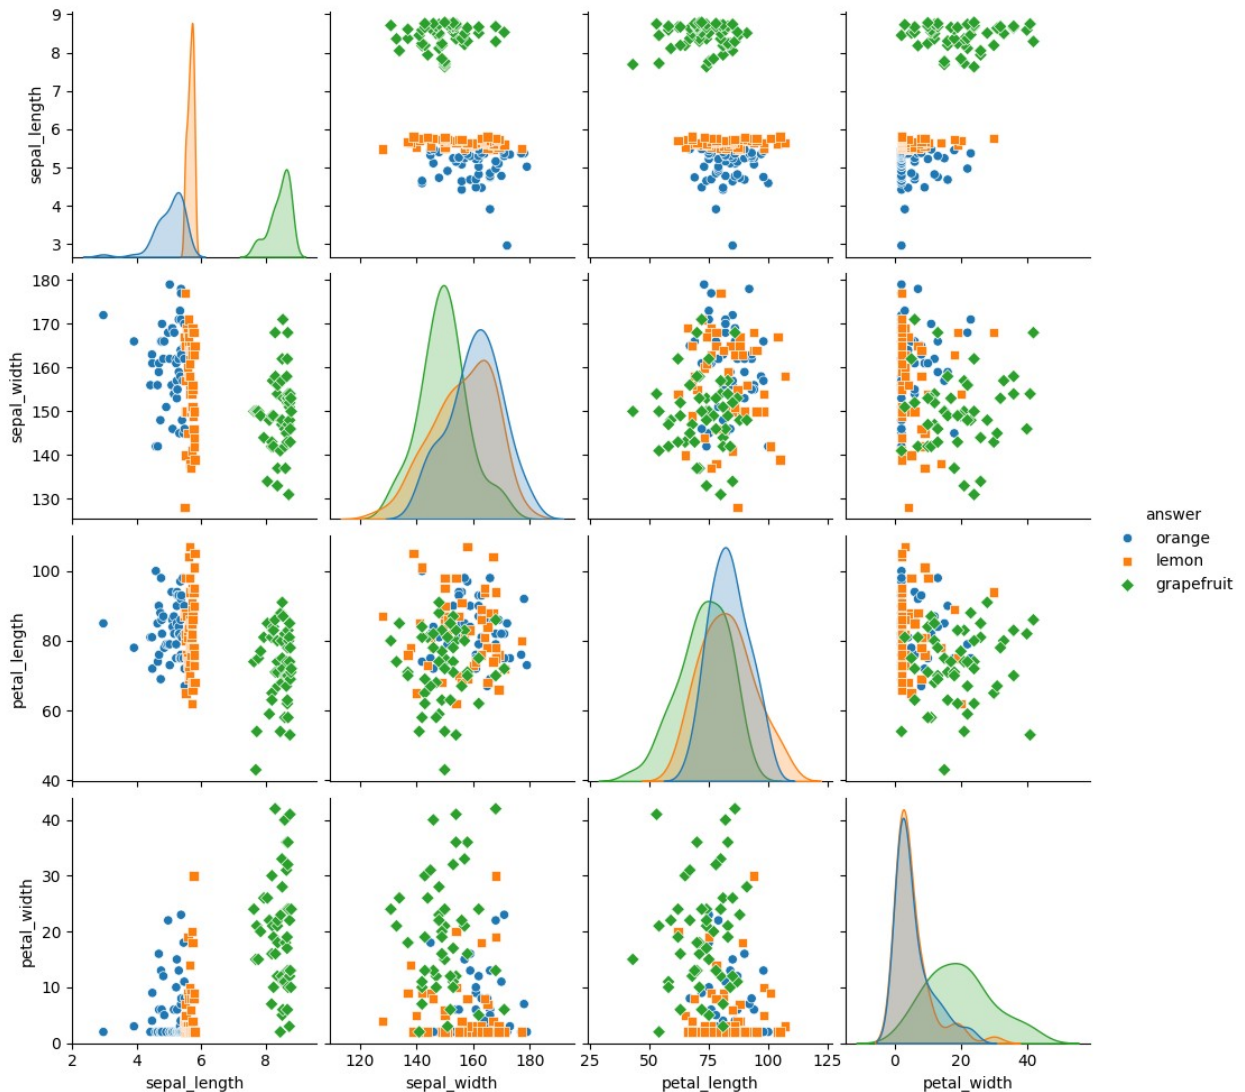 9
8
7
6
5
4
3
sepal_length
180
170
160
150
140
130
sepal_width
100
80
60
40
petal_length
40
30
20
10
0
petal_width
2 4 6 8
sepal_length
120 140 160 180
sepal_width
25 50 75 100 125
petal_length
0 20 40
petal_width
answer
orange
lemon
grapefruit